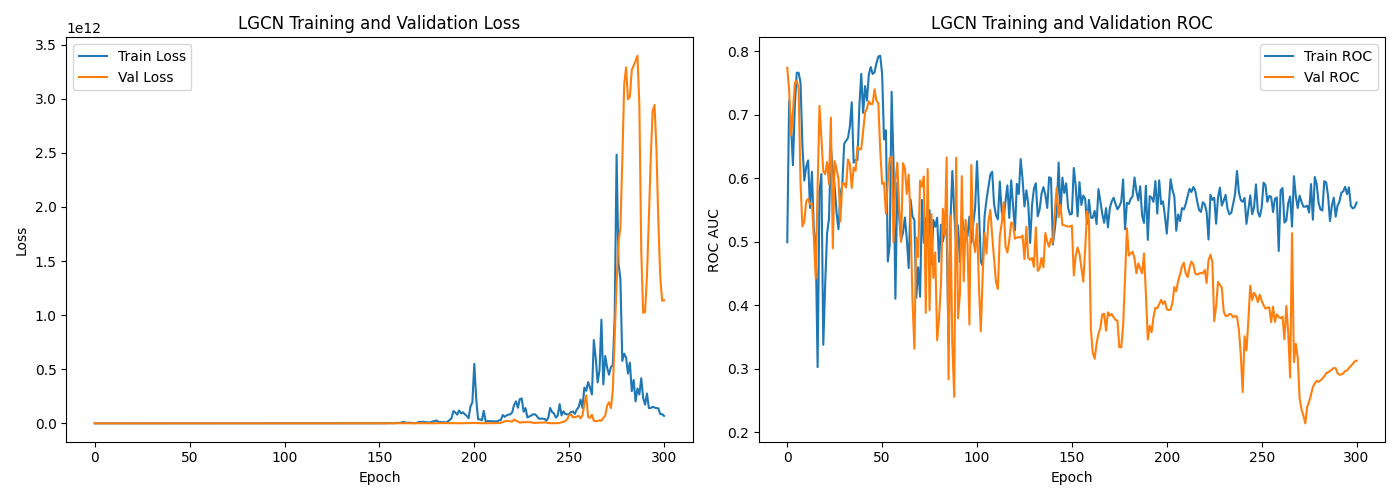 LGCN Training and Validation Loss
1e12
3.5
3.0
2.5
2.0
1.5
1.0
0.5
0.0
Loss
Train Loss
Val Loss
0 50 100 150 200 250 300
Epoch
LGCN Training and Validation ROC
0.8
0.7
0.6
0.5
0.4
0.3
0.2
ROC AUC
Train ROC
Val ROC
0 50 100 150 200 250 300
Epoch